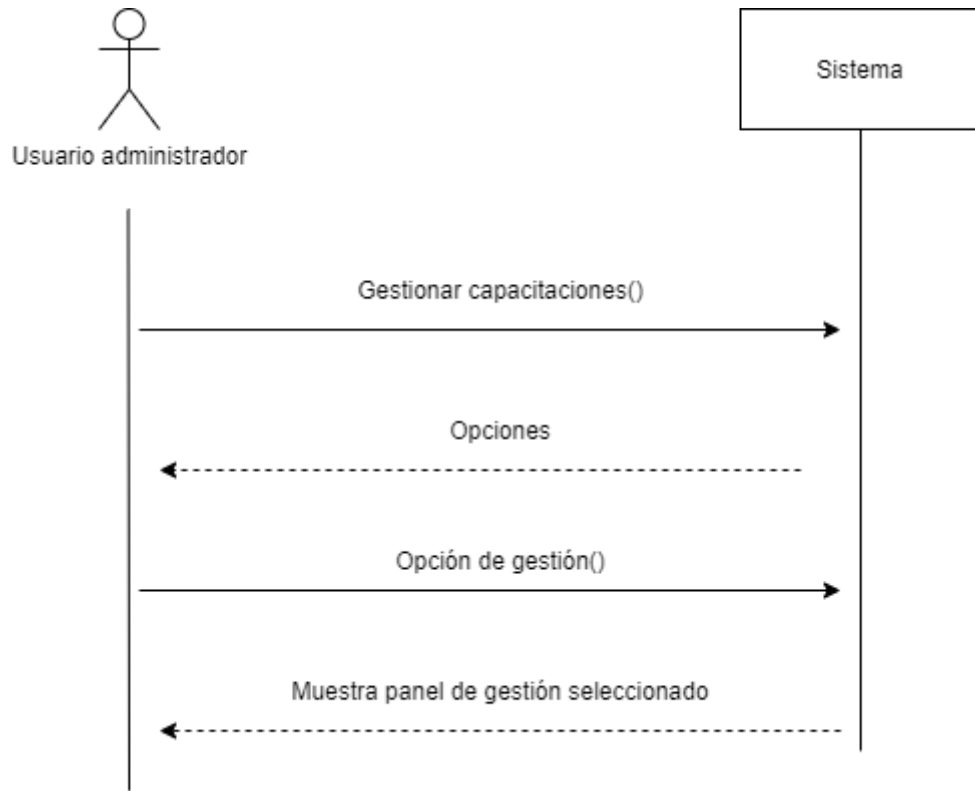 Sistema
Usuario administrador
Gestionar capacitaciones()
Opciones
Opción de gestión()
Muestra panel de gestión seleccionado